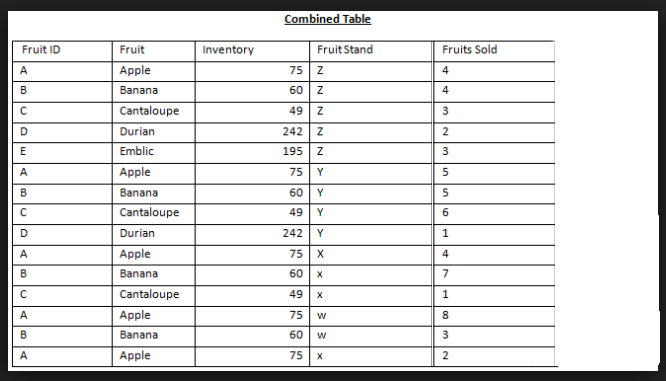 Combined Table
Fruit ID Fruit Inventory Fruit Stand Fruits Sold
A Apple 75 Z 4
B Banana 60 Z 4
C Cantaloupe 49 Z 3
D Durian 242 Z 2
E Emblic 195 Z 3
A Apple 75 Y 5
B Banana 60 Y 5
C Cantaloupe 49 Y 6
D Durian 242 Y 1
A Apple 75 X 4
B Banana 60 x 7
C Cantaloupe 49 x 1
A Apple 75 w 8
B Banana 60 w 3
A Apple 75 x 2